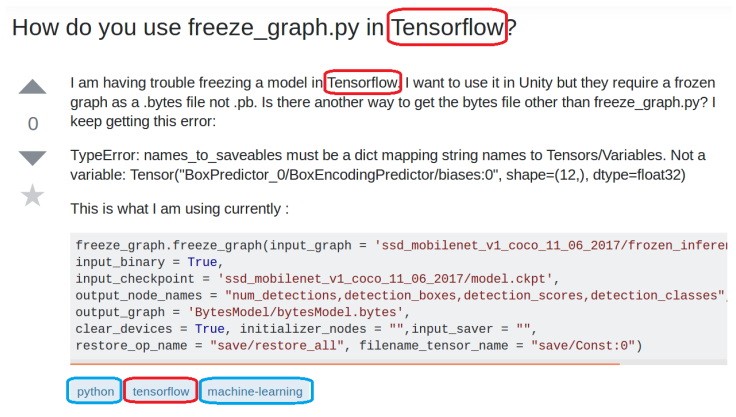 How do you use freeze_graph.py in Tensorflow?
I am having trouble freezing a model in Tensorflow. I want to use it in Unity but they require a frozen
graph as a .bytes file not .pb. Is there another way to get the bytes file other than freeze_graph.py? I
0
keep getting this error:
TypeError: names_to_saveables must be a dict mapping string names to Tensors/Variables. Not a
variable: Tensor("BoxPredictor_0/BoxEncodingPredictor/biases:0", shape=(12,), dtype=float32)
This is what I am using currently :
freeze_graph.freeze_graph(input_graph = 'ssd_mobilenet_v1_coco_11_06_2017/frozen_infere
input_binary = True,
input_checkpoint = 'ssd_mobilenet_v1_coco_11_06_2017/model.ckpt',
output_node_names = "num_detections,detection_boxes,detection_scores,detection_classes",
output_graph = 'BytesModel/bytesModel.bytes',
clear_devices = True, initializer_nodes = "",input_saver = "",
restore_op_name = "save/restore_all", filename_tensor_name = "save/Const:0")
python tensorflow machine-learning